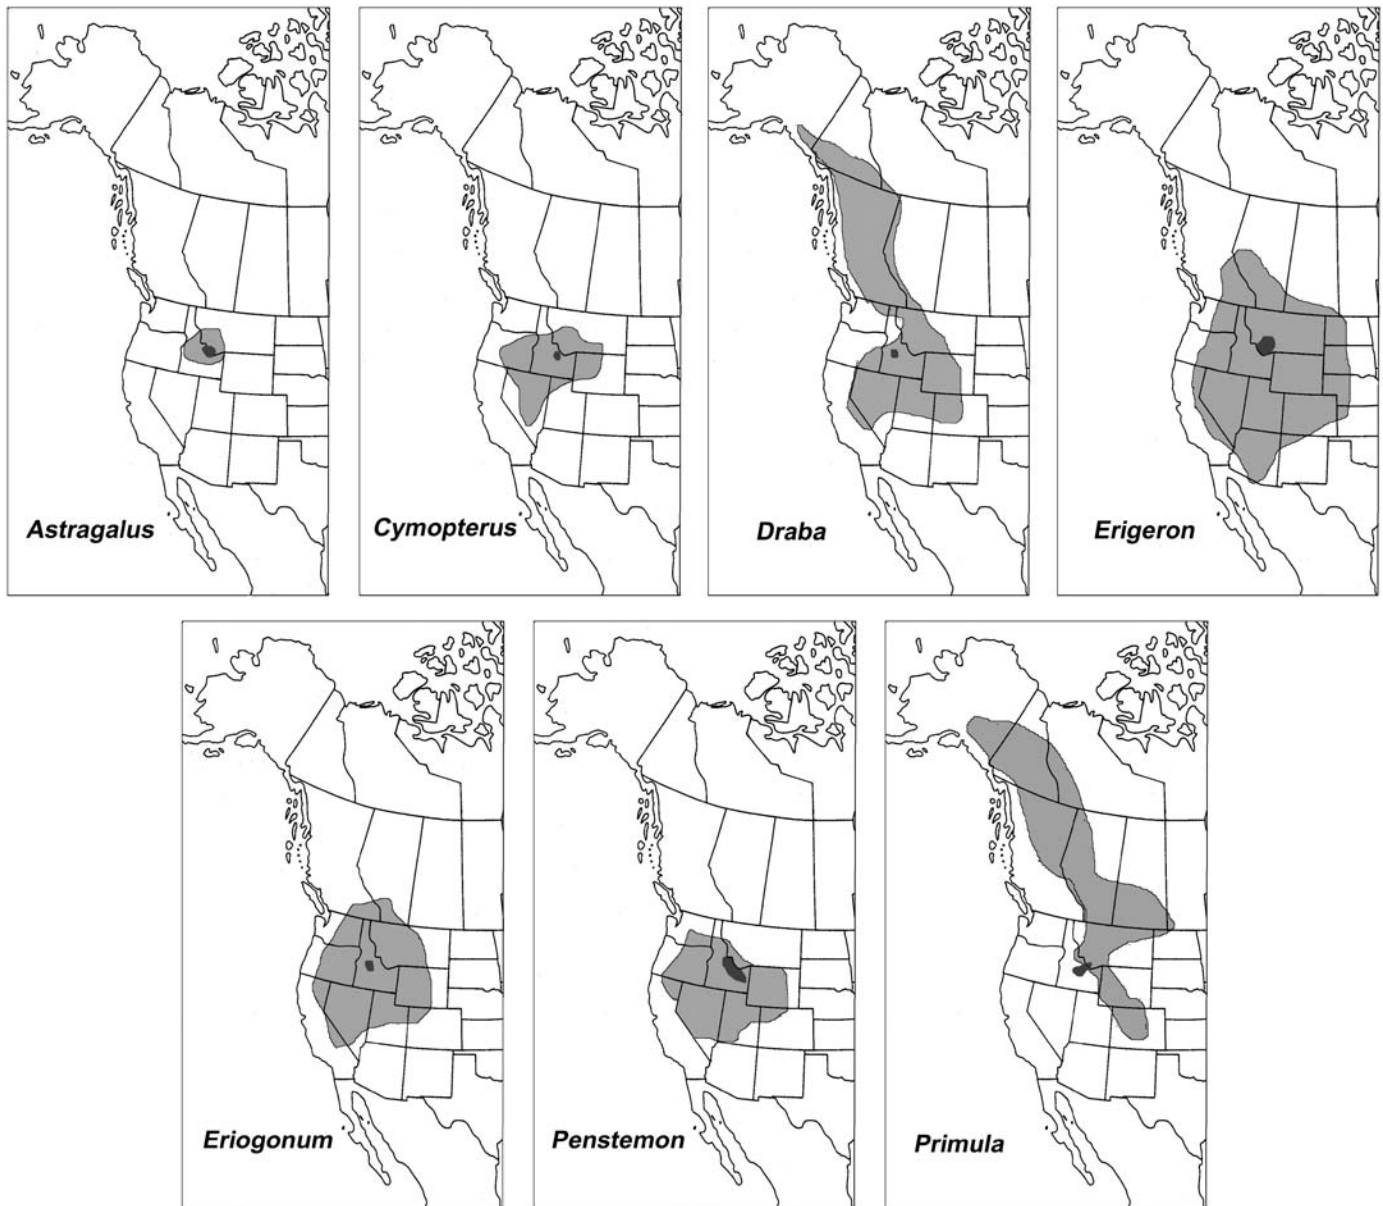 Astragalus
Cymopterus
Draba
Erigeron
Eriogonum
Penstemon
Primula